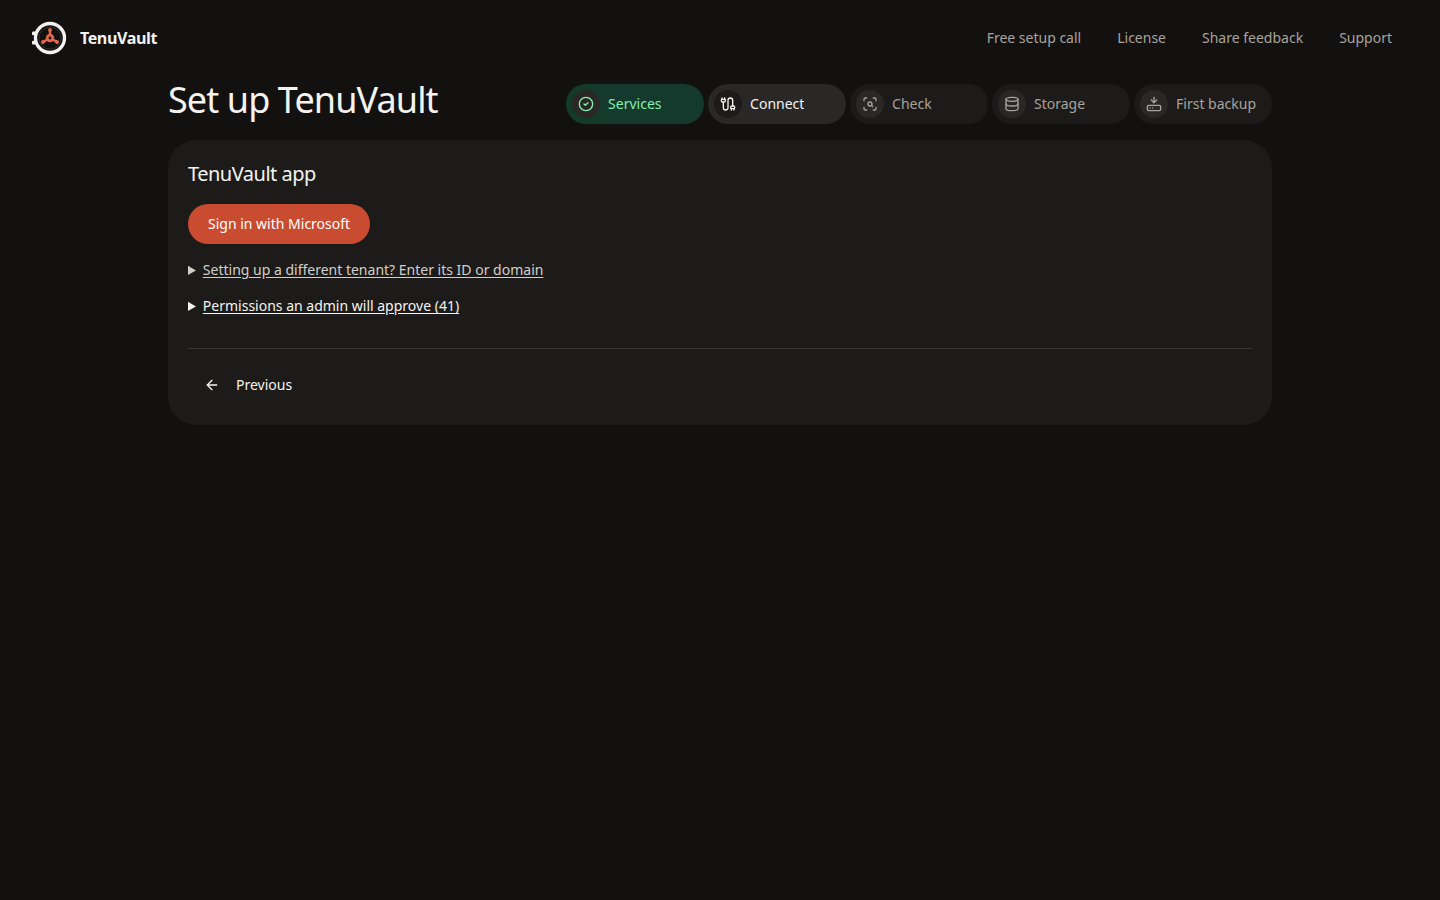 TenuVault
Free setup call
License
Share feedback
Support
Set up TenuVault
Services
Connect
Check
Storage
First backup
TenuVault app
Sign in with Microsoft
Setting up a different tenant? Enter its ID or domain
Permissions an admin will approve (41)
Previous